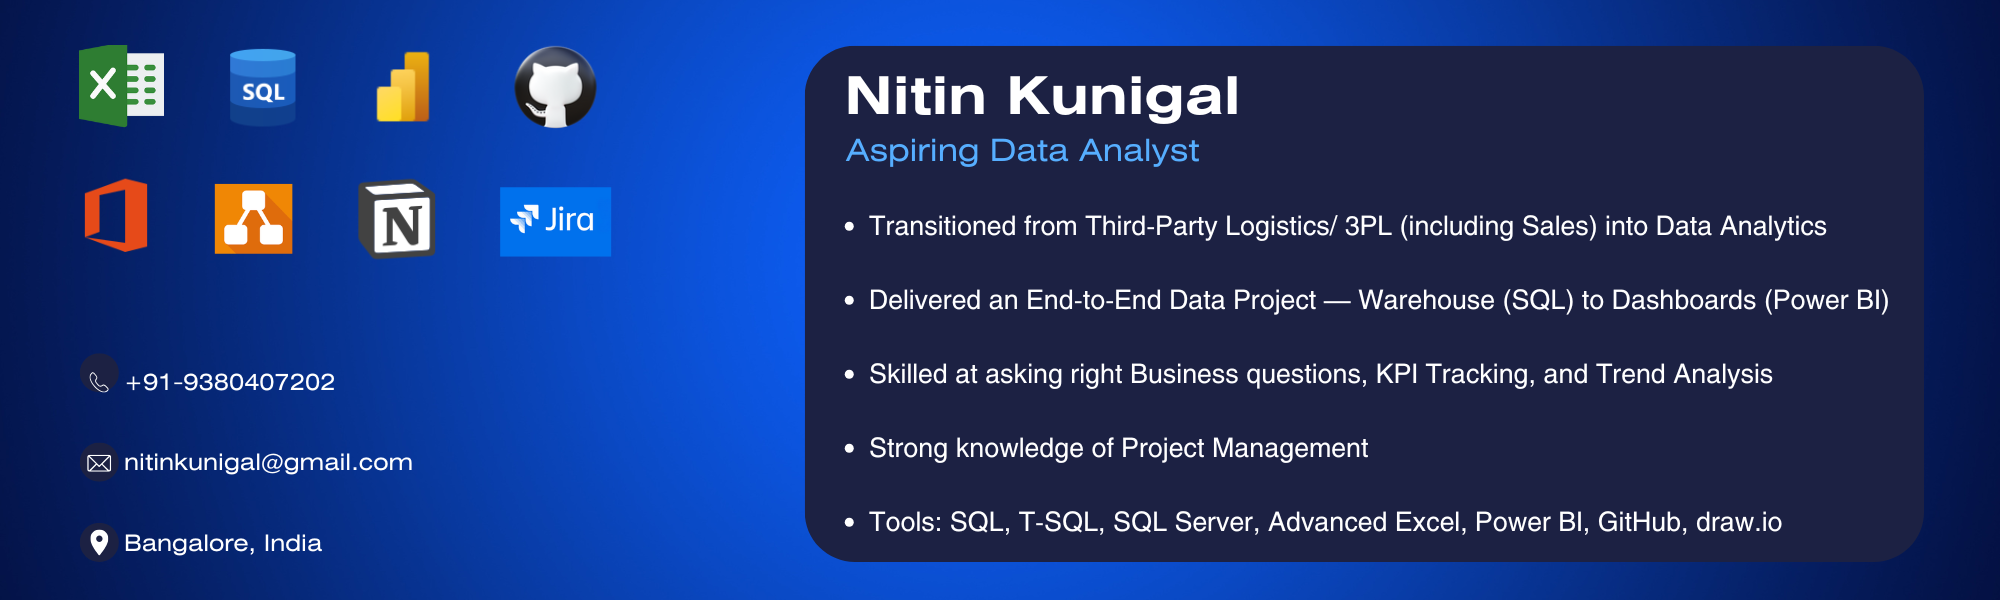 X
SQL
N
Jira
+91-9380407202
nitinkunigal@gmail.com
Bangalore, India
Nitin Kunigal
Aspiring Data Analyst
• Transitioned from Third-Party Logistics/ 3PL (including Sales) into Data Analytics
• Delivered an End-to-End Data Project — Warehouse (SQL) to Dashboards (Power BI)
• Skilled at asking right Business questions, KPI Tracking, and Trend Analysis
• Strong knowledge of Project Management
• Tools: SQL, T-SQL, SQL Server, Advanced Excel, Power BI, GitHub, draw.io